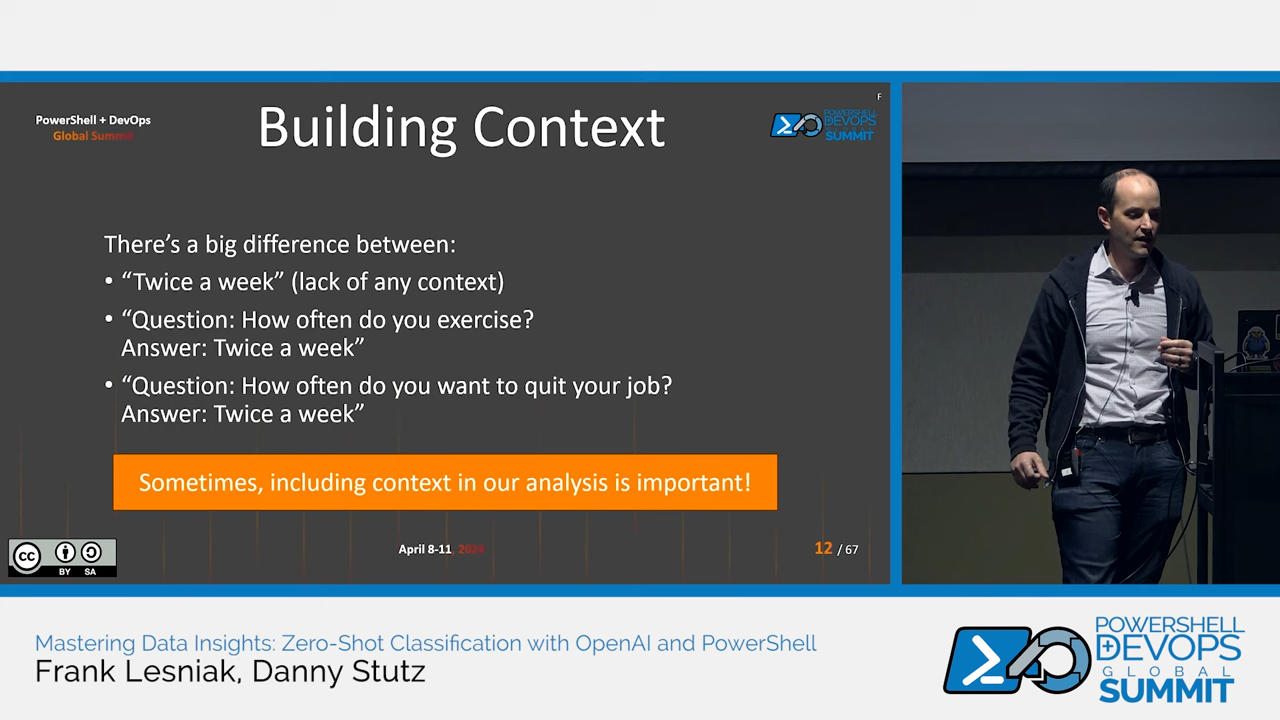 PowerShell + DevOps
Global Summit
Building Context
F
POWERSHELL
DEVOPS
GLOBAL
SUMMIT
There’s a big difference between:
• “Twice a week” (lack of any context)
• “Question: How often do you exercise?
Answer: Twice a week”
• “Question: How often do you want to quit your job?
Answer: Twice a week”
Sometimes, including context in our analysis is important!
CC BY SA
April 8-11, 2024
12 / 67
Mastering Data Insights: Zero-Shot Classification with OpenAI and PowerShell
Frank Lesniak, Danny Stutz
POWERSHELL
DEVOPS
GLOBAL
SUMMIT